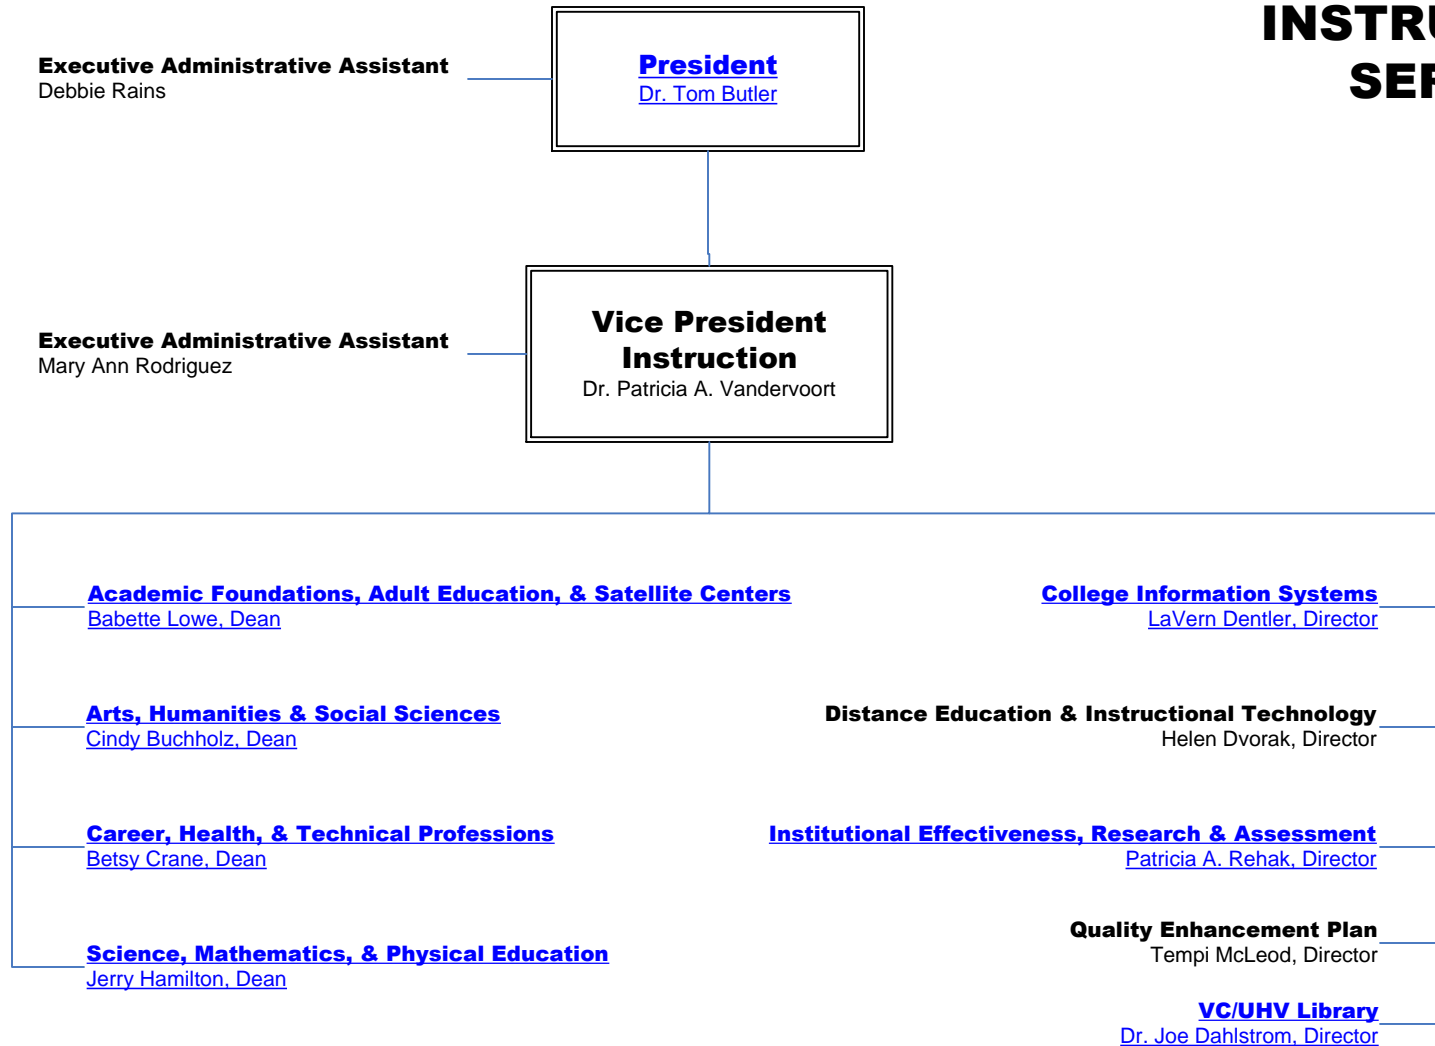 Executive Administrative Assistant
Debbie Rains
President
Dr. Tom Butler
Executive Administrative Assistant
Mary Ann Rodriguez
Vice President
Instruction
Dr. Patricia A. Vandervoort
Academic Foundations, Adult Education, & Satellite Centers
Babette Lowe, Dean
Arts, Humanities & Social Sciences
Cindy Buchholz, Dean
Career, Health, & Technical Professions
Betsy Crane, Dean
Science, Mathematics, & Physical Education
Jerry Hamilton, Dean
College Information Systems
LaVern Dentler, Director
Distance Education & Instructional Technology
Helen Dvorak, Director
Institutional Effectiveness, Research & Assessment
Patricia A. Rehak, Director
Quality Enhancement Plan
Tempi McLeod, Director
VC/UHV Library
Dr. Joe Dahlstrom, Director